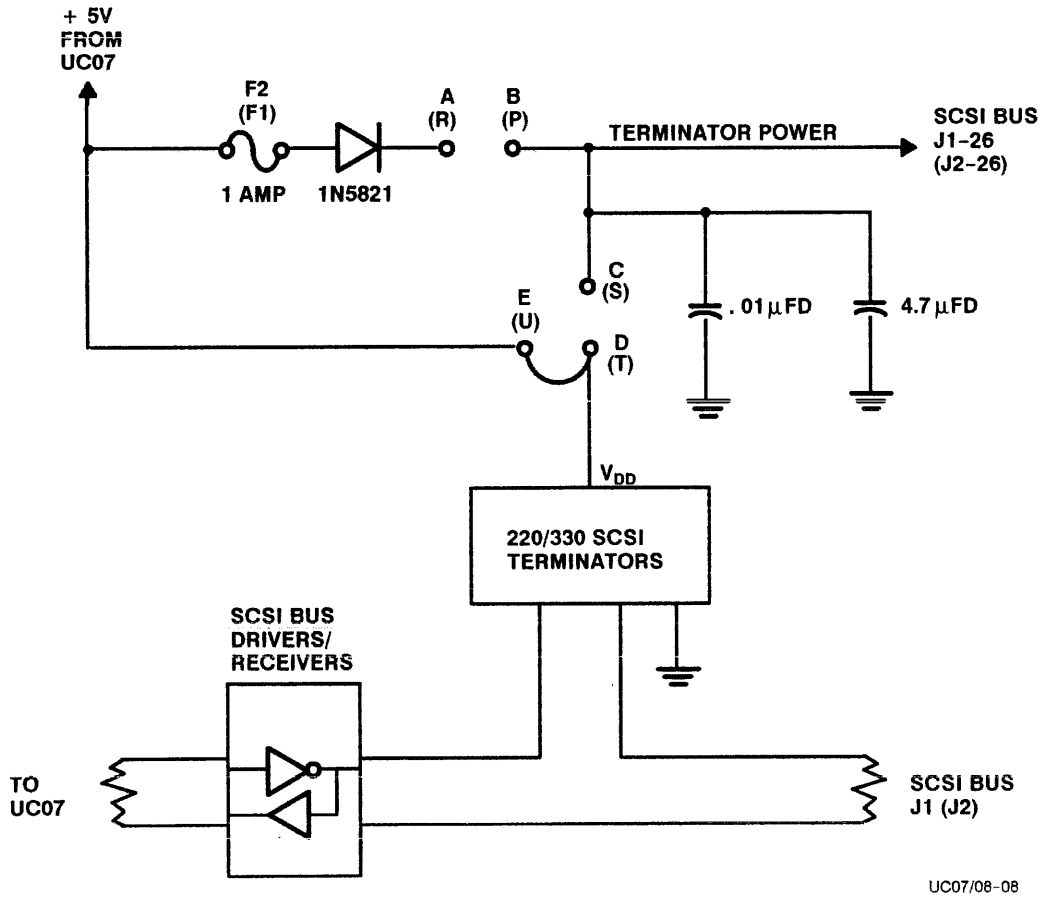 + 5V
FROM
UC07
F2
(F1)
1 AMP
1N5821
A
(R)
B
(P)
TERMINATOR POWER
SCSI BUS
J1-26
(J2-26)
C
(S)
E
(U)
D
(T)
.01µFD
4.7µFD
VDD
220/330 SCSI
TERMINATORS
SCSI BUS
DRIVERS/
RECEIVERS
TO
UC07
SCSI BUS
J1 (J2)
UC07/08-08